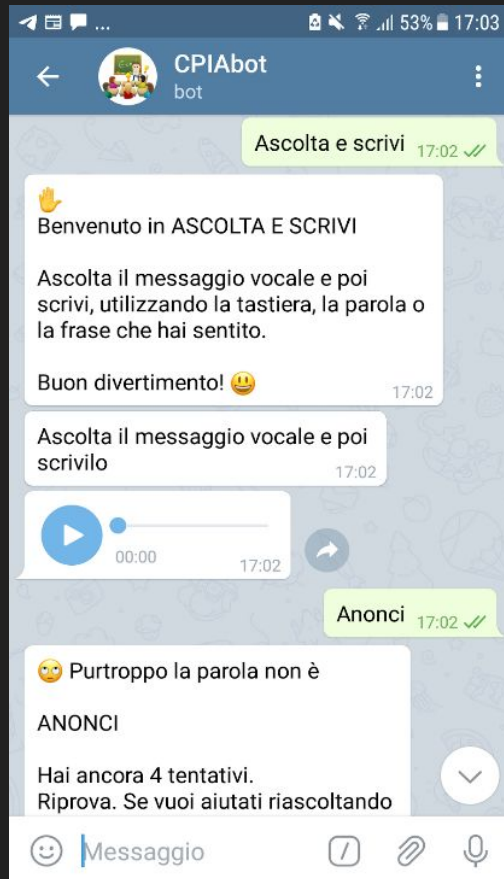 ... 53% 17:03
CPIAbot
bot
Ascolta e scrivi 17:02
Benvenuto in ASCOLTA E SCRIVI
Ascolta il messaggio vocale e poi
scrivi, utilizzando la tastiera, la parola o
la frase che hai sentito.
Buon divertimento! 😃 17:02
Ascolta il messaggio vocale e poi
scrivilo 17:02
00:00 17:02
Anonci 17:02
🙄 Purtroppo la parola non è
ANONCI
Hai ancora 4 tentativi.
Riprova. Se vuoi aiutati riascoltando
Messaggio